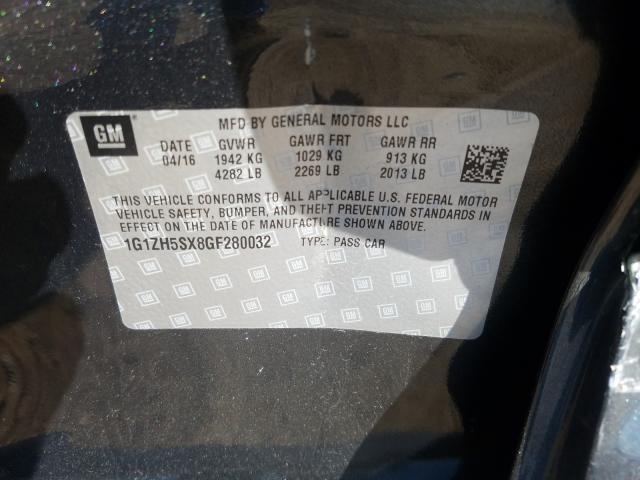 GM
MFD BY GENERAL MOTORS LLC
DATE GVWR GAWR FRT GAWR RR
04/16 1942 KG 1029 KG 913 KG
4282 LB 2269 LB 2013 LB
THIS VEHICLE CONFORMS TO ALL APPLICABLE U.S. FEDERAL MOTOR
VEHICLE SAFETY, BUMPER, AND THEFT PREVENTION STANDARDS
IN EFFECT ON THE DATE OF MANUFACTURE SHOWN ABOVE.
1G1ZH5SX8GF280032 TYPE: PASS CAR